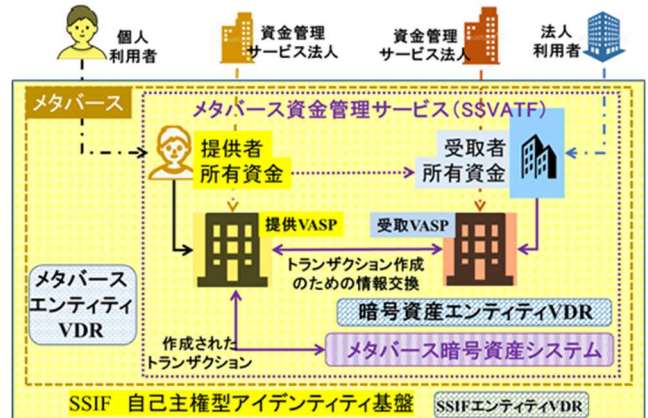 個人
利用者
資金管理
サービス法人
資金管理
サービス法人
法人
利用者
メタバース
メタバース資金管理サービス(SSVATF)
提供者
所有資金
受取者
所有資金
提供VASP
受取VASP
トランザクション作成
のための情報交換
メタバース
エンティティ
VDR
暗号資産エンティティVDR
作成された
トランザクション
メタバース暗号資産システム
SSIF 自己主権型アイデンティティ基盤
SSIFエンティティVDR